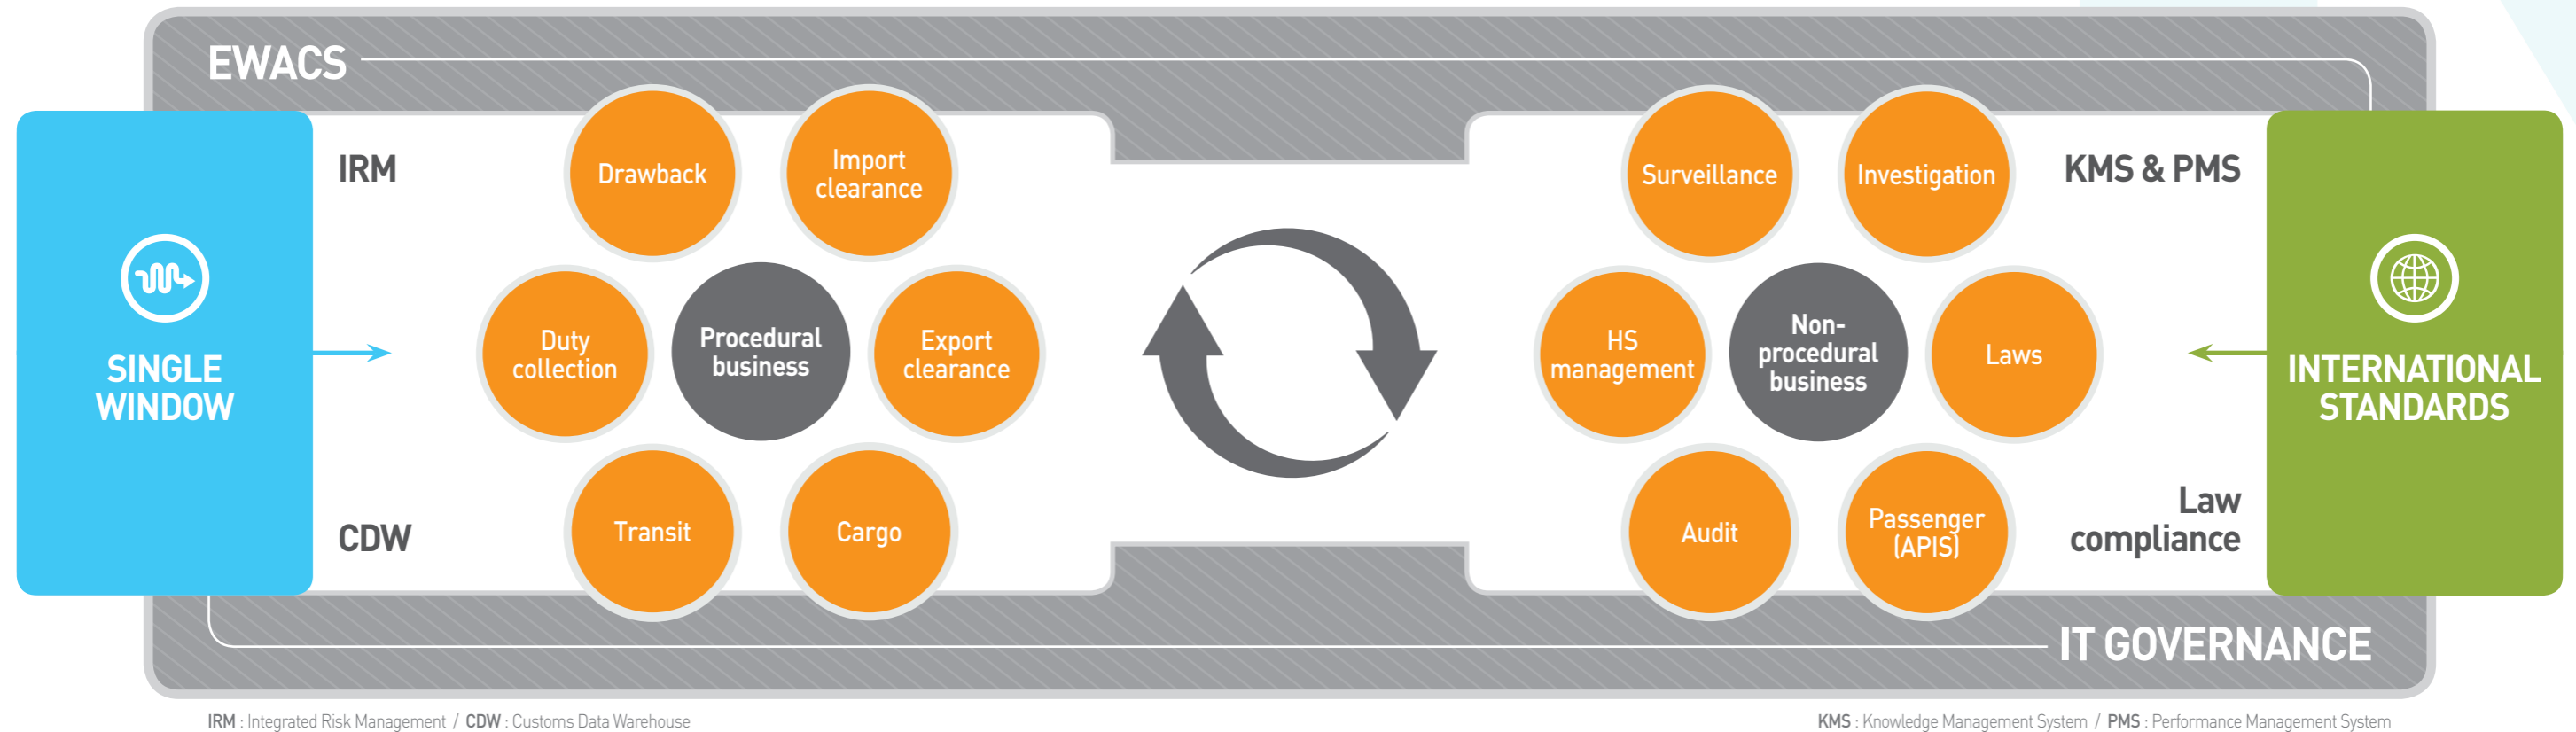 EWACS
SINGLE
WINDOW
IRM
CDW
Drawback
Import
clearance
Duty
collection
Procedural
business
Export
clearance
Transit
Cargo
Surveillance
Investigation
HS
management
Non-
procedural
business
Laws
Audit
Passenger
(APIS)
KMS & PMS
Law
compliance
INTERNATIONAL
STANDARDS
IT GOVERNANCE
IRM : Integrated Risk Management / CDW : Customs Data Warehouse
KMS : Knowledge Management System / PMS : Performance Management System